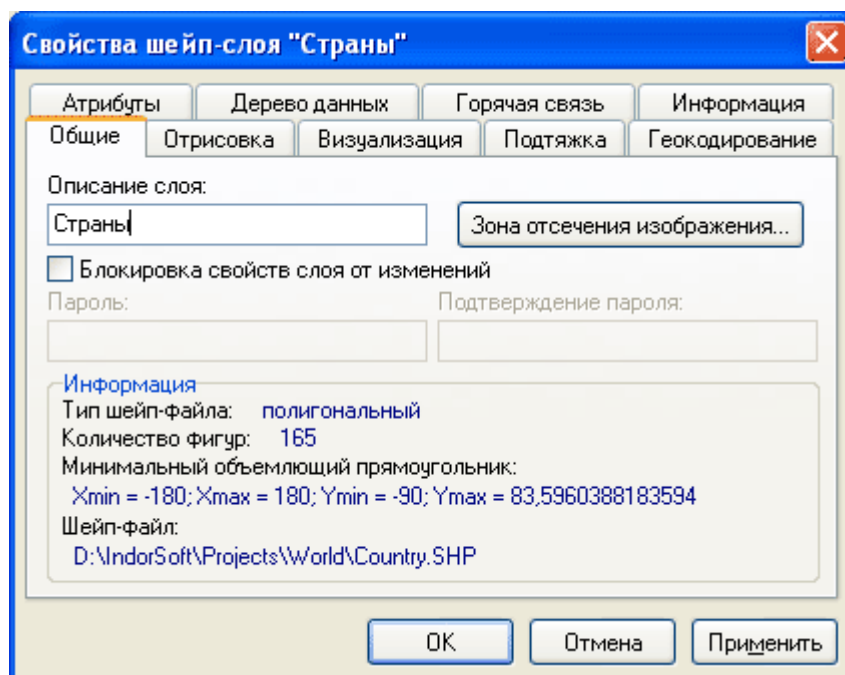 Свойства шейп-слоя "Страны"
Атрибуты Дерево данных Горячая связь Информация
Общие Отрисовка Визуализация Подтяжка Геокодирование
Описание слоя:
Страны Зона отсечения изображения...
Блокировка свойств слоя от изменений
Пароль: Подтверждение пароля:
Информация
Тип шейп-файла: полигональный
Количество фигур: 165
Минимальный объемлющий прямоугольник:
Xmin = -180; Xmax = 180; Ymin = -90; Ymax = 83,5960388183594
Шейп-файл:
D:\IndorSoft\Projects\World\Country.SHP
OK Отмена Применить